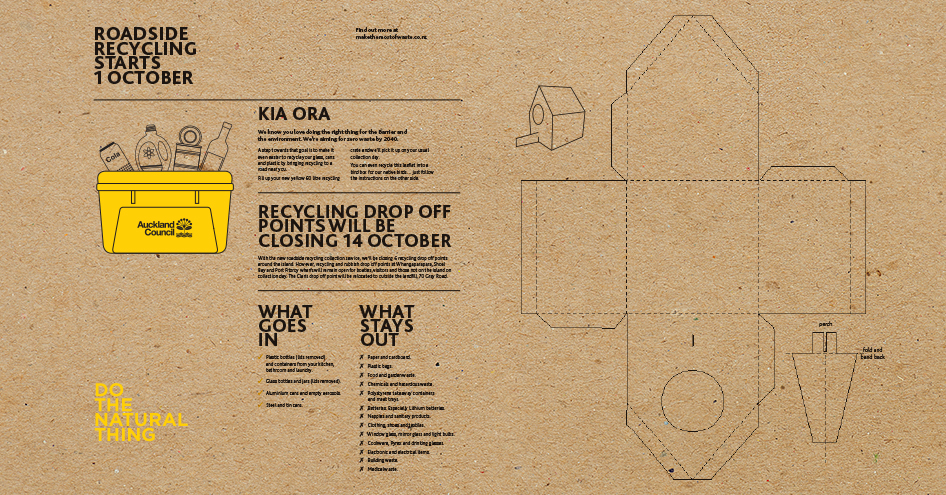 ROADSIDE
RECYCLING
STARTS
1 OCTOBER
Find out more at
makethemostofwaste.co.nz
Cola
Auckland
Council
KIA ORA
We know you love doing the right thing for the Barrier and
the environment. We're aiming for zero waste by 2040.
A step towards that goal is to make it
even easier to recycle your glass, cans
and plastic by bringing recycling to a
road near you.
Fill up your new yellow 60 litre recycling
crate and we'll pick it up on your usual
collection day.
You can even recycle this leaflet into a
bird box for our native birds... just follow
the instructions on the other side.
RECYCLING DROP OFF
POINTS WILL BE
CLOSING 14 OCTOBER
With the new roadside recycling collection service, we'll be closing 6 recycling drop off points
around the island. However, recycling and rubbish drop off points at Whangaparapara, Shoal
Bay and Port Fitzroy wharfs will remain open for boaties, visitors and those not on the island on
collection day. The Claris drop off point will be relocated to outside the landfill, 70 Gray Road.
WHAT
GOES
IN
Plastic bottles (lids removed)
and containers from your kitchen,
bathroom and laundry.
Glass bottles and jars (lids removed).
Aluminium cans and empty aerosols.
Steel and tin cans.
WHAT
STAYS
OUT
Paper and cardboard.
Plastic bags.
Food and garden waste.
Chemicals and hazardous waste.
Polystyrene takeaway containers
and meat trays.
Batteries: Especially Lithium batteries.
Nappies and sanitary products.
Clothing, shoes and textiles.
Window glass, mirror glass and light bulbs.
Cookware, Pyrex and drinking glasses.
Electronic and electrical items.
Building waste.
Medical waste.
DO
THE
NATURAL
THING
perch
fold and
hand back